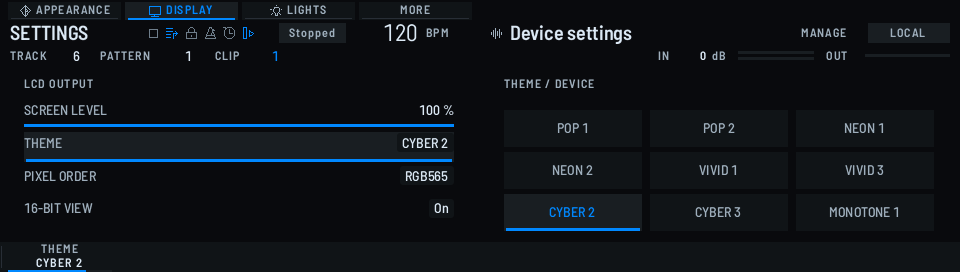 APPEARANCE DISPLAY LIGHTS MORE
SETTINGS Stopped 120 BPM Device settings MANAGE LOCAL
TRACK 6 PATTERN 1 CLIP 1 IN 0 dB OUT
LCD OUTPUT THEME / DEVICE
SCREEN LEVEL 100 %
THEME CYBER 2
PIXEL ORDER RGB565
16-BIT VIEW On
POP 1 POP 2 NEON 1
NEON 2 VIVID 1 VIVID 3
CYBER 2 CYBER 3 MONOTONE 1
THEME
CYBER 2